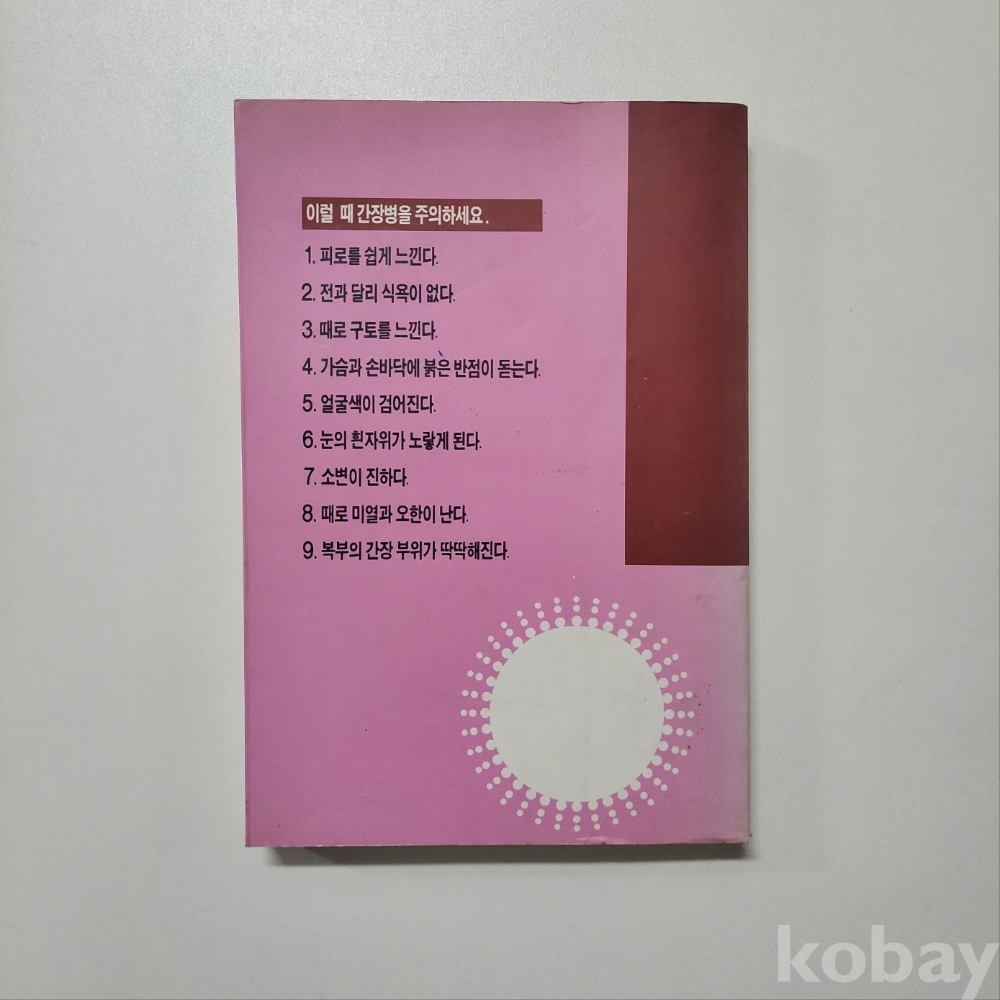 이럴 때 간장병을 주의하세요.
1. 피로를 쉽게 느낀다.
2. 전과 달리 식욕이 없다.
3. 때로 구토를 느낀다.
4. 가슴과 손바닥에 붉은 반점이 돋는다.
5. 얼굴색이 검어진다.
6. 눈의 흰자위가 노랗게 된다.
7. 소변이 진하다.
8. 때로 미열과 오한이 난다.
9. 복부의 간장 부위가 딱딱해진다.
kobay